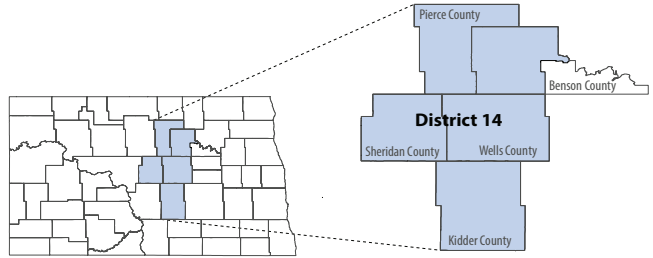 Pierce County
Benson County
District 14
Sheridan County
Wells County
Kidder County